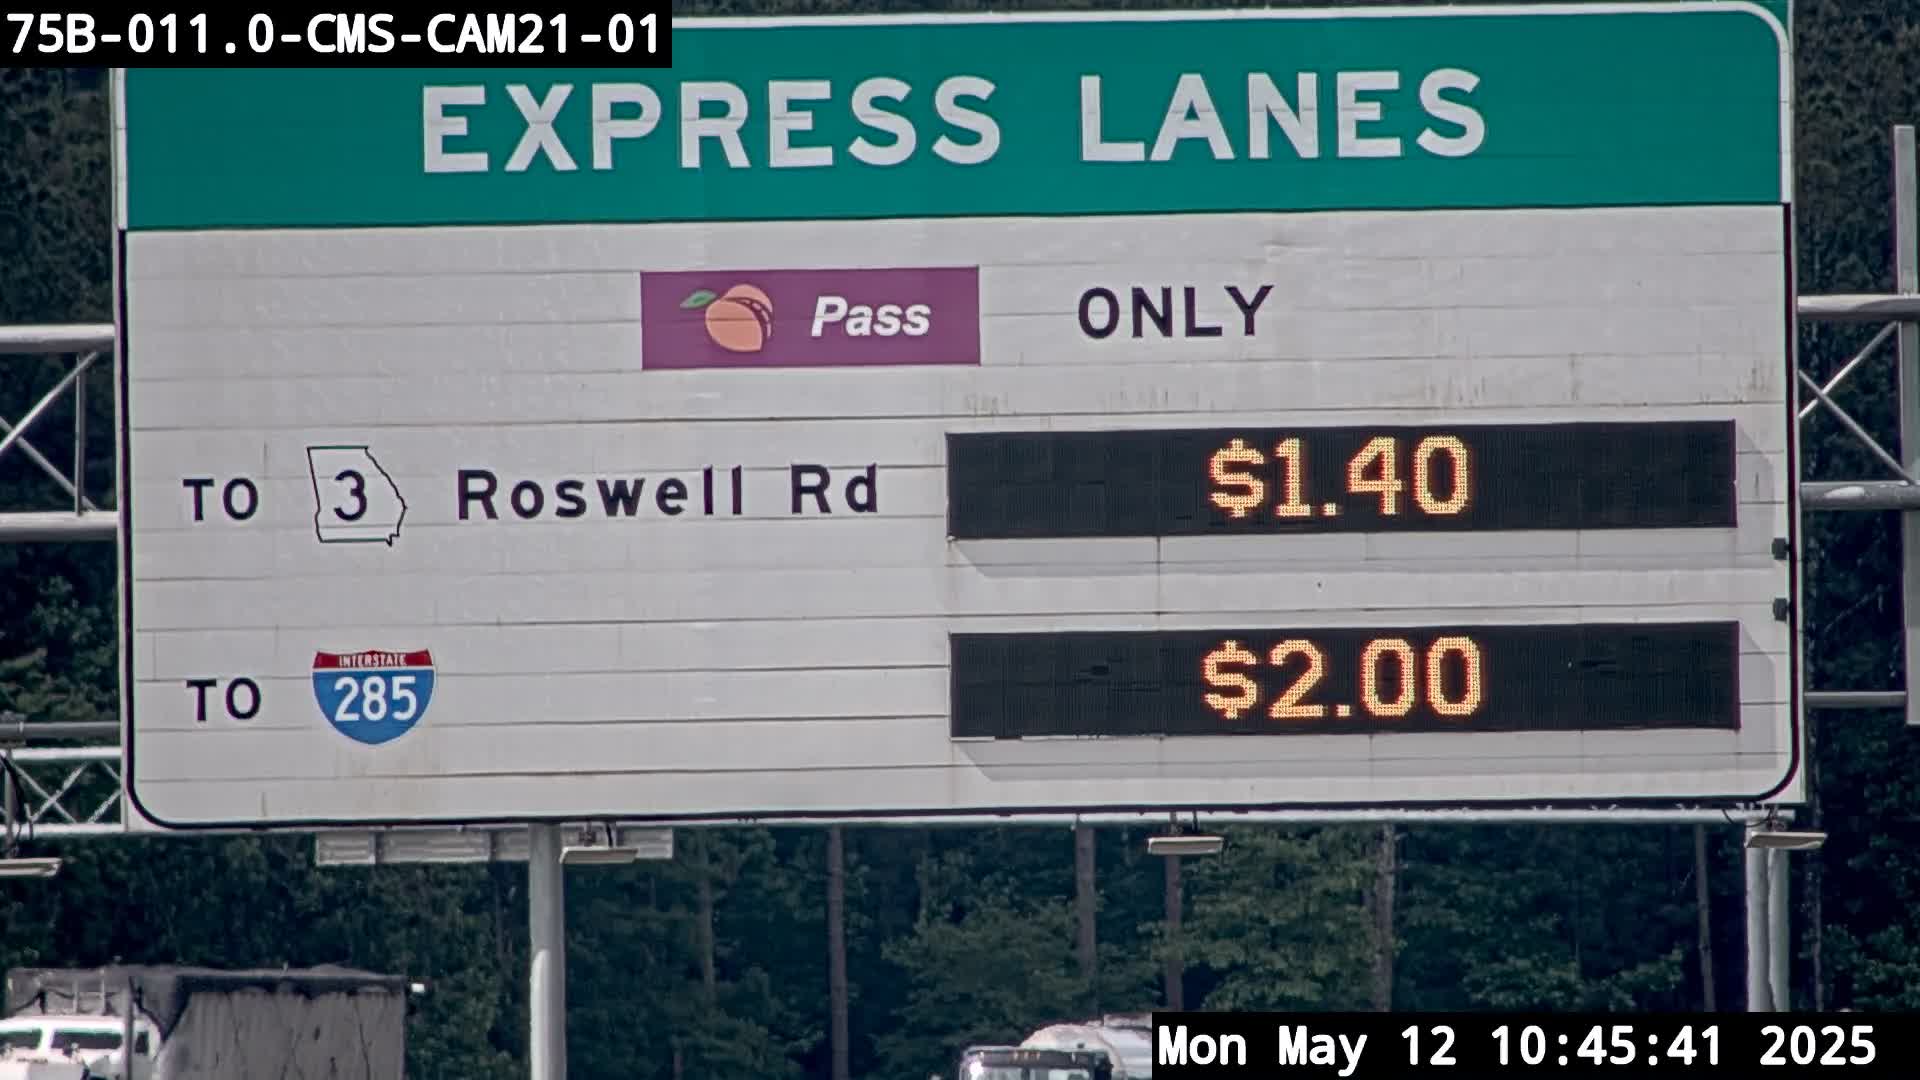 75B-011.0-CMS-CAM21-01
EXPRESS LANES
Pass ONLY
TO 3 Roswell Rd $1.40
INTERSTATE
TO 285 $2.00
Mon May 12 10:45:41 2025